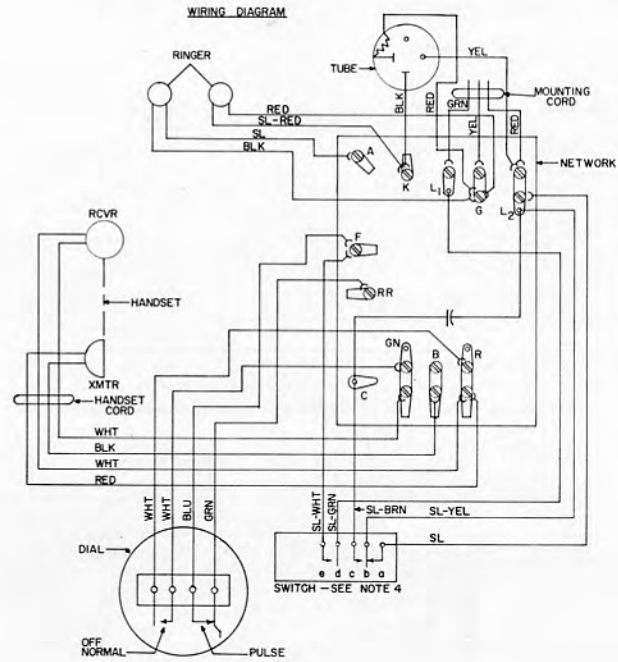 WIRING DIAGRAM
RINGER
TUBE
YEL
BLK
RED
GRN
YEL
RED
MOUNTING
CORD
RED
SL-RED
SL
BLK
NETWORK
A
K
L1
G
L2
RCVR
F
HANDSET
RR
GN
B
R
C
XMTR
HANDSET
CORD
WHT
BLK
WHT
RED
WHT
WHT
BLU
GRN
SL-WHT
SL-GRN
SL-BRN
SL-YEL
SL
DIAL
e d c b a
SWITCH - SEE NOTE 4
OFF
NORMAL
PULSE